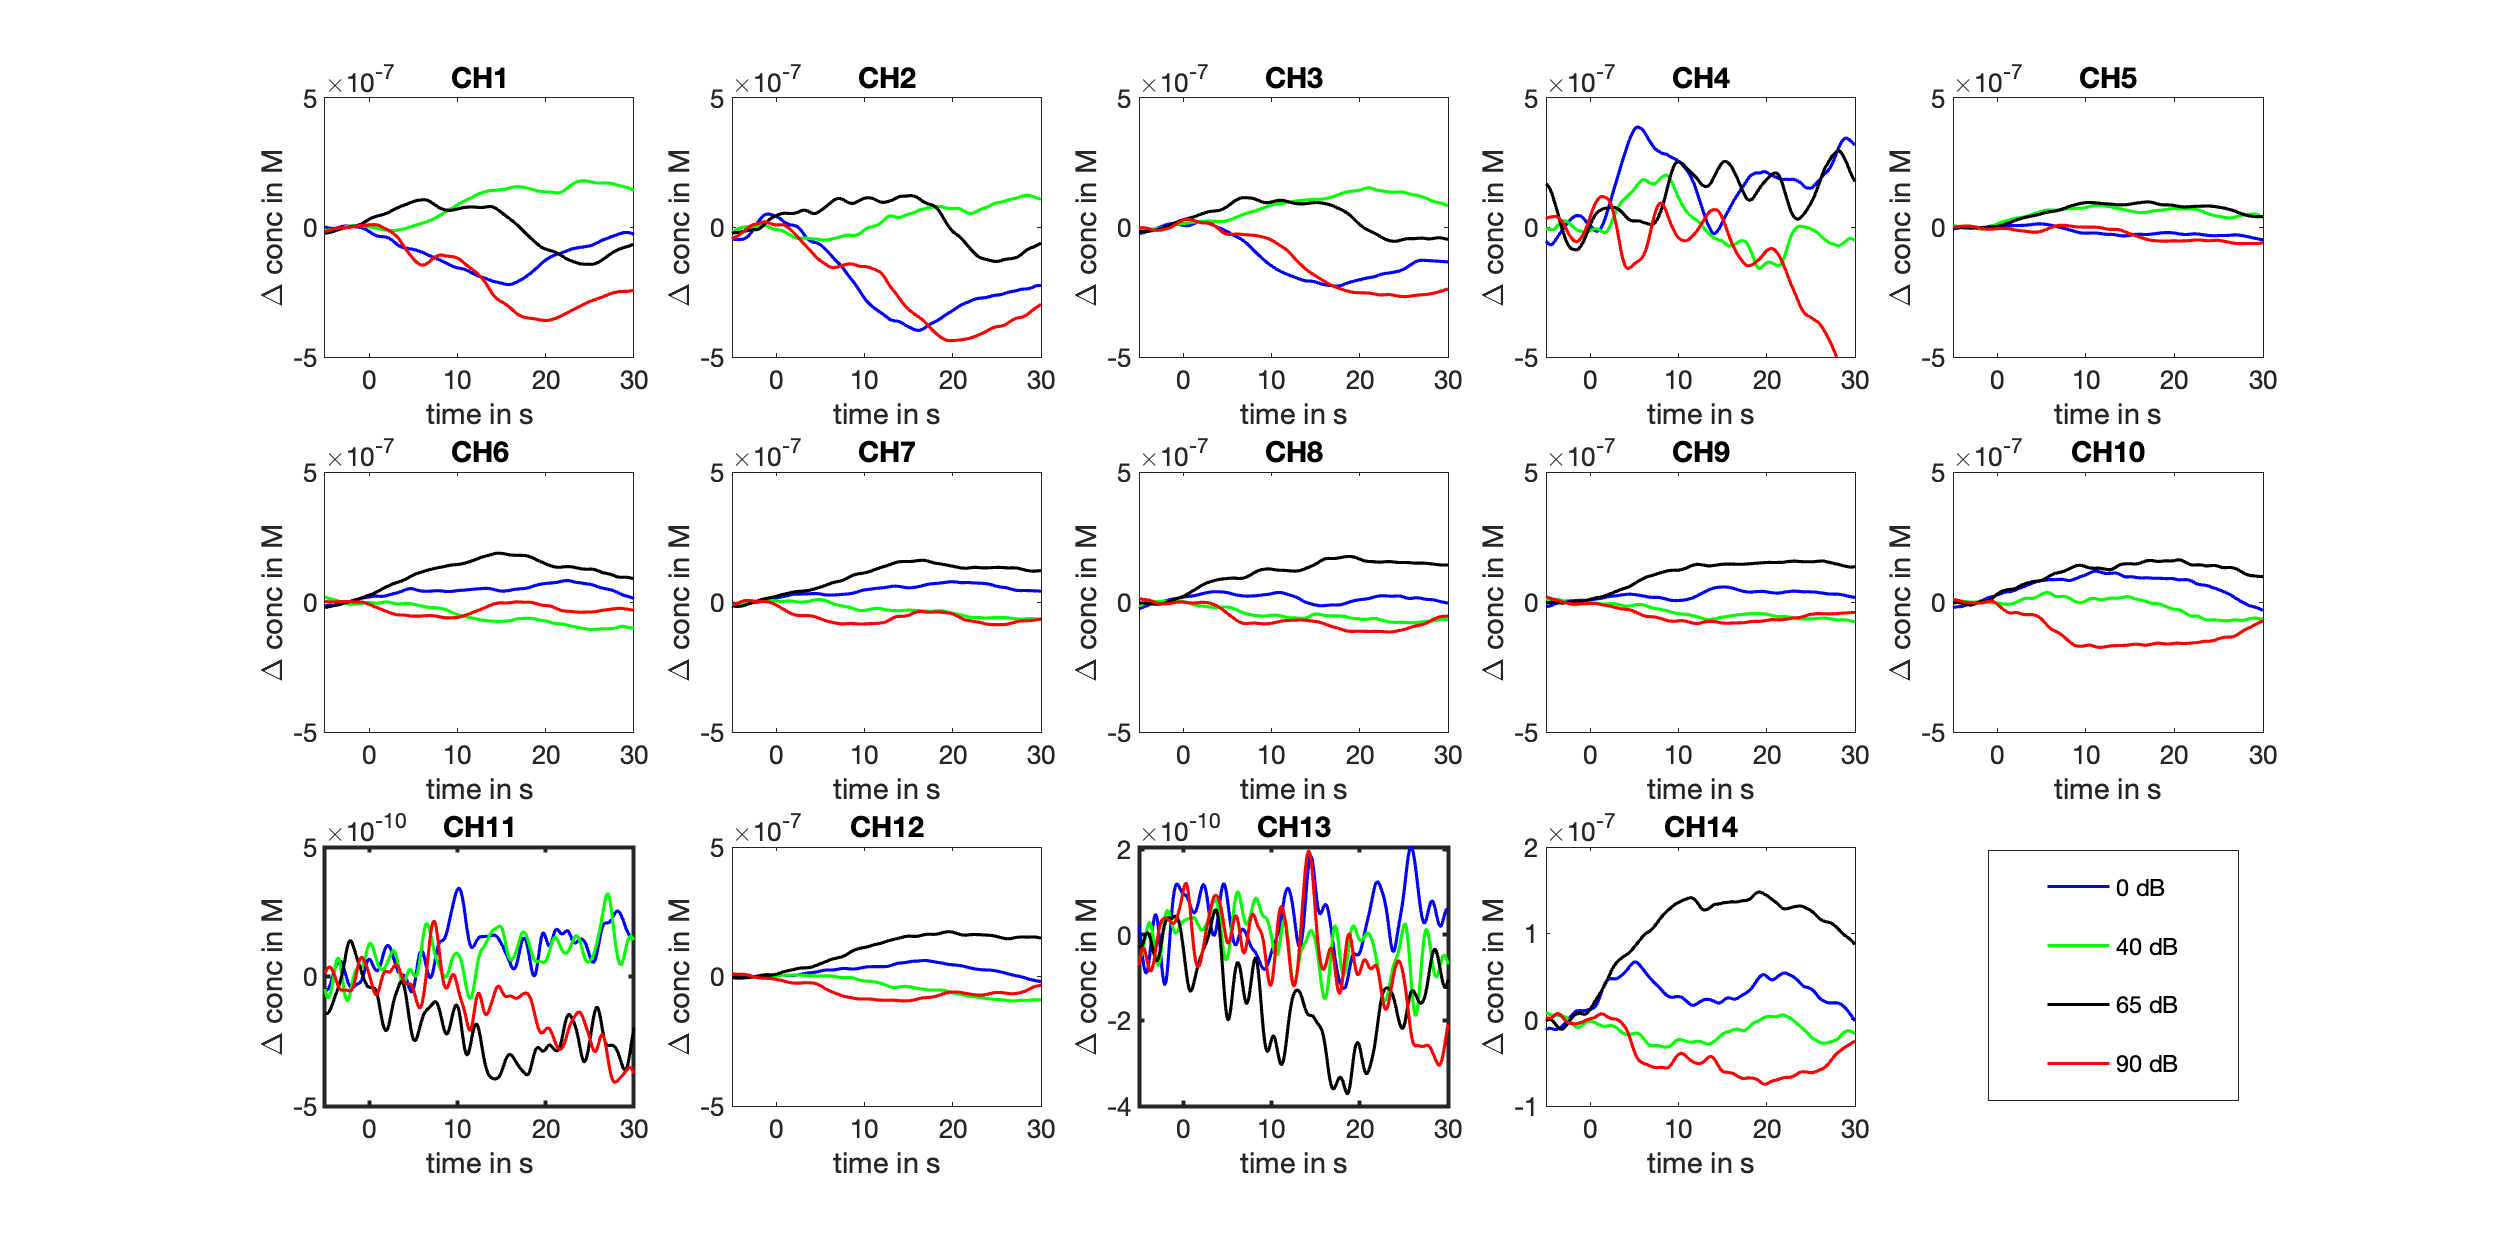 CH1 CH2 CH3 CH4 CH5
×10-7 ×10-7 ×10-7 ×10-7 ×10-7
5 5 5 5 5
0 0 0 0 0
-5 -5 -5 -5 -5
Δ conc in M Δ conc in M Δ conc in M Δ conc in M Δ conc in M
0 10 20 30 0 10 20 30 0 10 20 30 0 10 20 30 0 10 20 30
time in s time in s time in s time in s time in s
CH6 CH7 CH8 CH9 CH10
×10-7 ×10-7 ×10-7 ×10-7 ×10-7
5 5 5 5 5
0 0 0 0 0
-5 -5 -5 -5 -5
Δ conc in M Δ conc in M Δ conc in M Δ conc in M Δ conc in M
0 10 20 30 0 10 20 30 0 10 20 30 0 10 20 30 0 10 20 30
time in s time in s time in s time in s time in s
CH11 CH12 CH13 CH14
×10-10 ×10-7 ×10-10 ×10-7
5 5 2 2
0 0 0 1
-5 -5 -2 0
-4 -1
Δ conc in M Δ conc in M Δ conc in M Δ conc in M
0 10 20 30 0 10 20 30 0 10 20 30 0 10 20 30
time in s time in s time in s time in s
0 dB
40 dB
65 dB
90 dB